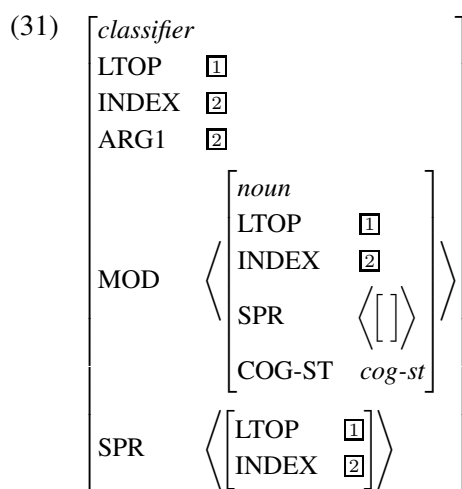 (31)
classifier
LTOP 1
INDEX 2
ARG1 2
noun
LTOP 1
INDEX 2
MOD
SPR 〈[ ]〉
COG-ST cog-st
LTOP 1
SPR
INDEX 2